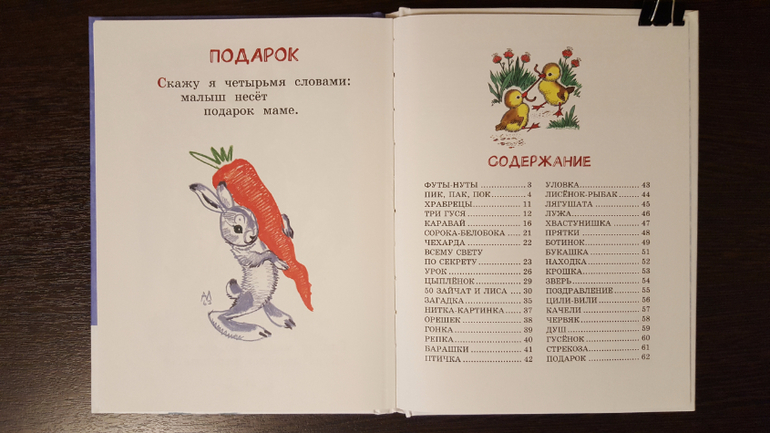 ПОДАРОК
Скажу я четырьмя словами:
малыш несёт
подарок маме.
СОДЕРЖАНИЕ
ФУТЫ-НУТЫ ............ 3
ПИК, ПАК, ПОК ............ 4
ХРАБРЕЦЫ ............ 11
ТРИ ГУСЯ ............ 12
КАРАВАЙ ............ 16
СОРОКА-БЕЛОБОКА ..... 21
ЧЕХАРДА ............ 22
ВСЕМУ СВЕТУ
ПО СЕКРЕТУ ............ 23
УРОК ............ 26
ЦЫПЛЁНОК ............ 29
50 ЗАЙЧАТ И ЛИСА .... 30
ЗАГАДКА ............ 35
НИТКА-КАРТИНКА ....... 37
ОРЕШЕК ............ 38
ГОНКА ............ 39
РЕПКА ............ 40
БАРАШКИ ............ 41
ПТИЧКА ............ 42
УЛОВКА ............ 43
ЛИСЁНОК-РЫБАК ............ 44
ЛЯГУШАТА ............ 45
ЛУЖА ............ 46
ХВАСТУНИШКА ............ 47
ПРЯТКИ ............ 48
БОТИНОК ............ 49
БУКАШКА ............ 51
НАХОДКА ............ 52
КРОШКА ............ 53
ЗВЕРЬ ............ 54
ПОЗДРАВЛЕНИЕ ............ 55
ЦИЛИ-ВИЛИ ............ 56
КАЧЕЛИ ............ 57
ЧЕРВЯК ............ 58
ДУШ ............ 59
ГУСЁНОК ............ 60
СТРЕКОЗА ............ 61
ПОДАРОК ............ 62